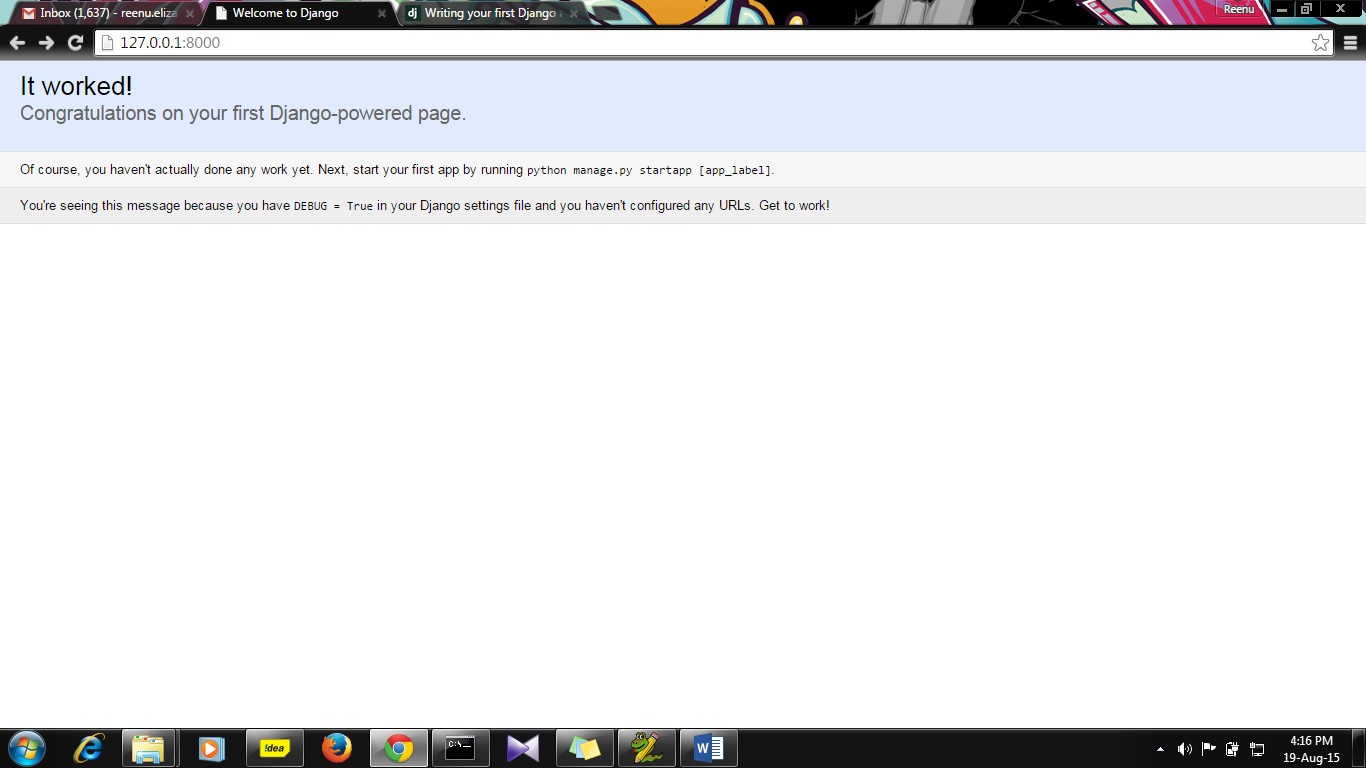 Inbox (1,637) - reenu.eliza
Welcome to Django
dj Writing your first Django
Reenu
127.0.0.1:8000
It worked!
Congratulations on your first Django-powered page.
Of course, you haven't actually done any work yet. Next, start your first app by running python manage.py startapp [app_label].
You're seeing this message because you have DEBUG = True in your Django settings file and you haven't configured any URLs. Get to work!
!dea
C:\
W
4:16 PM
19-Aug-15